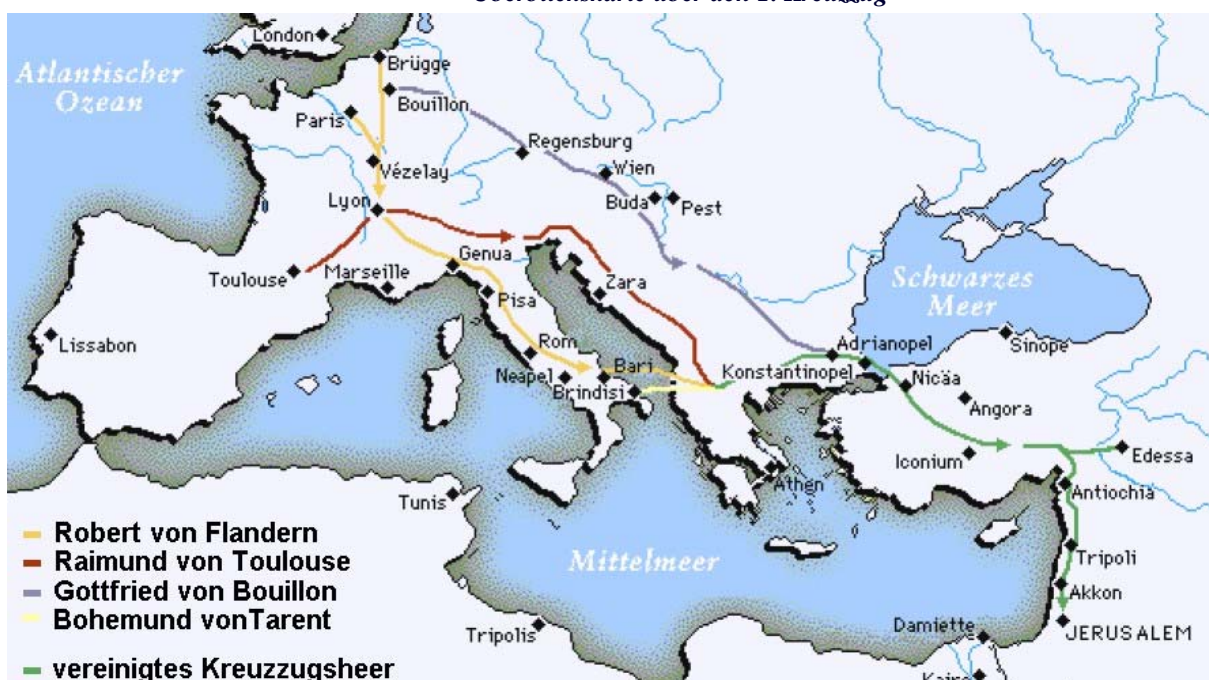 London
Brügge
Atlantischer
Ozean
Bouillon
Paris
Regensburg
Vézelay
Wien
Buda
Pest
Lyon
Genua
Toulouse
Marseille
Pisa
Zara
Schwarzes
Meer
Lissabon
Rom
Adrianopel
Sinope
Neapel
Bari
Konstantinopel
Nicäa
Brindisi
Angora
Iconium
Edessa
Athen
Antiochia
Tunis
Robert von Flandern
Raimund von Toulouse
Mittelmeer
Tripoli
Gottfried von Bouillon
Akkon
Bohemund vonTarent
Tripolis
Damiette
JERUSALEM
vereinigtes Kreuzzugsheer